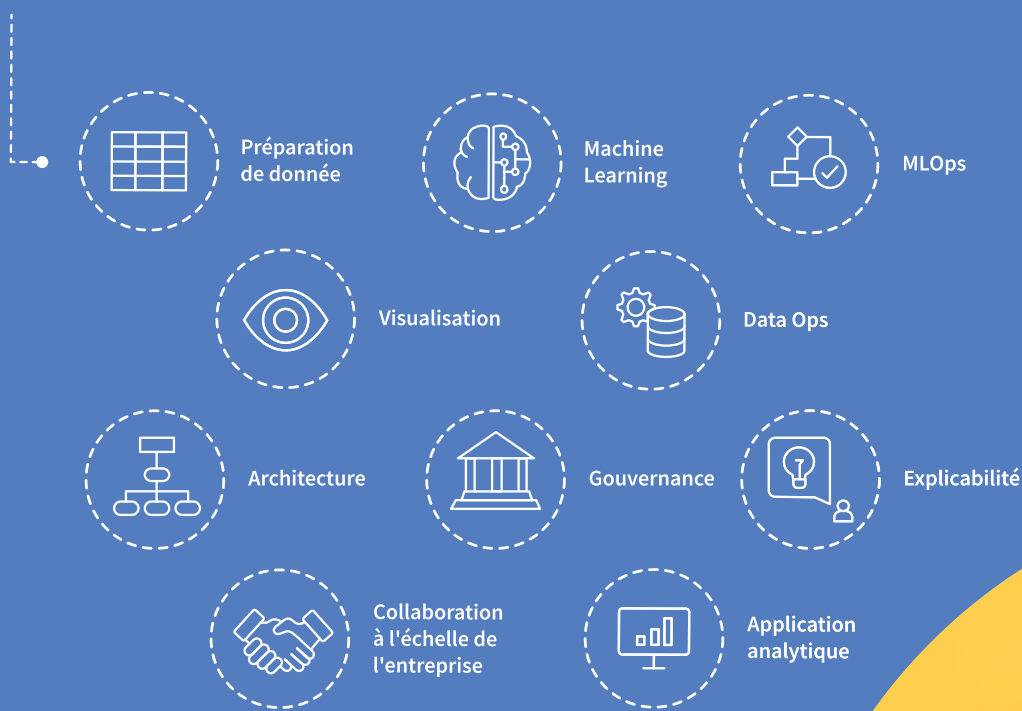 Préparation
de donnée
Machine
Learning
MLOps
Visualisation
Data Ops
Architecture
Gouvernance
Explicabilité
Collaboration
à l'échelle de
l'entreprise
Application
analytique